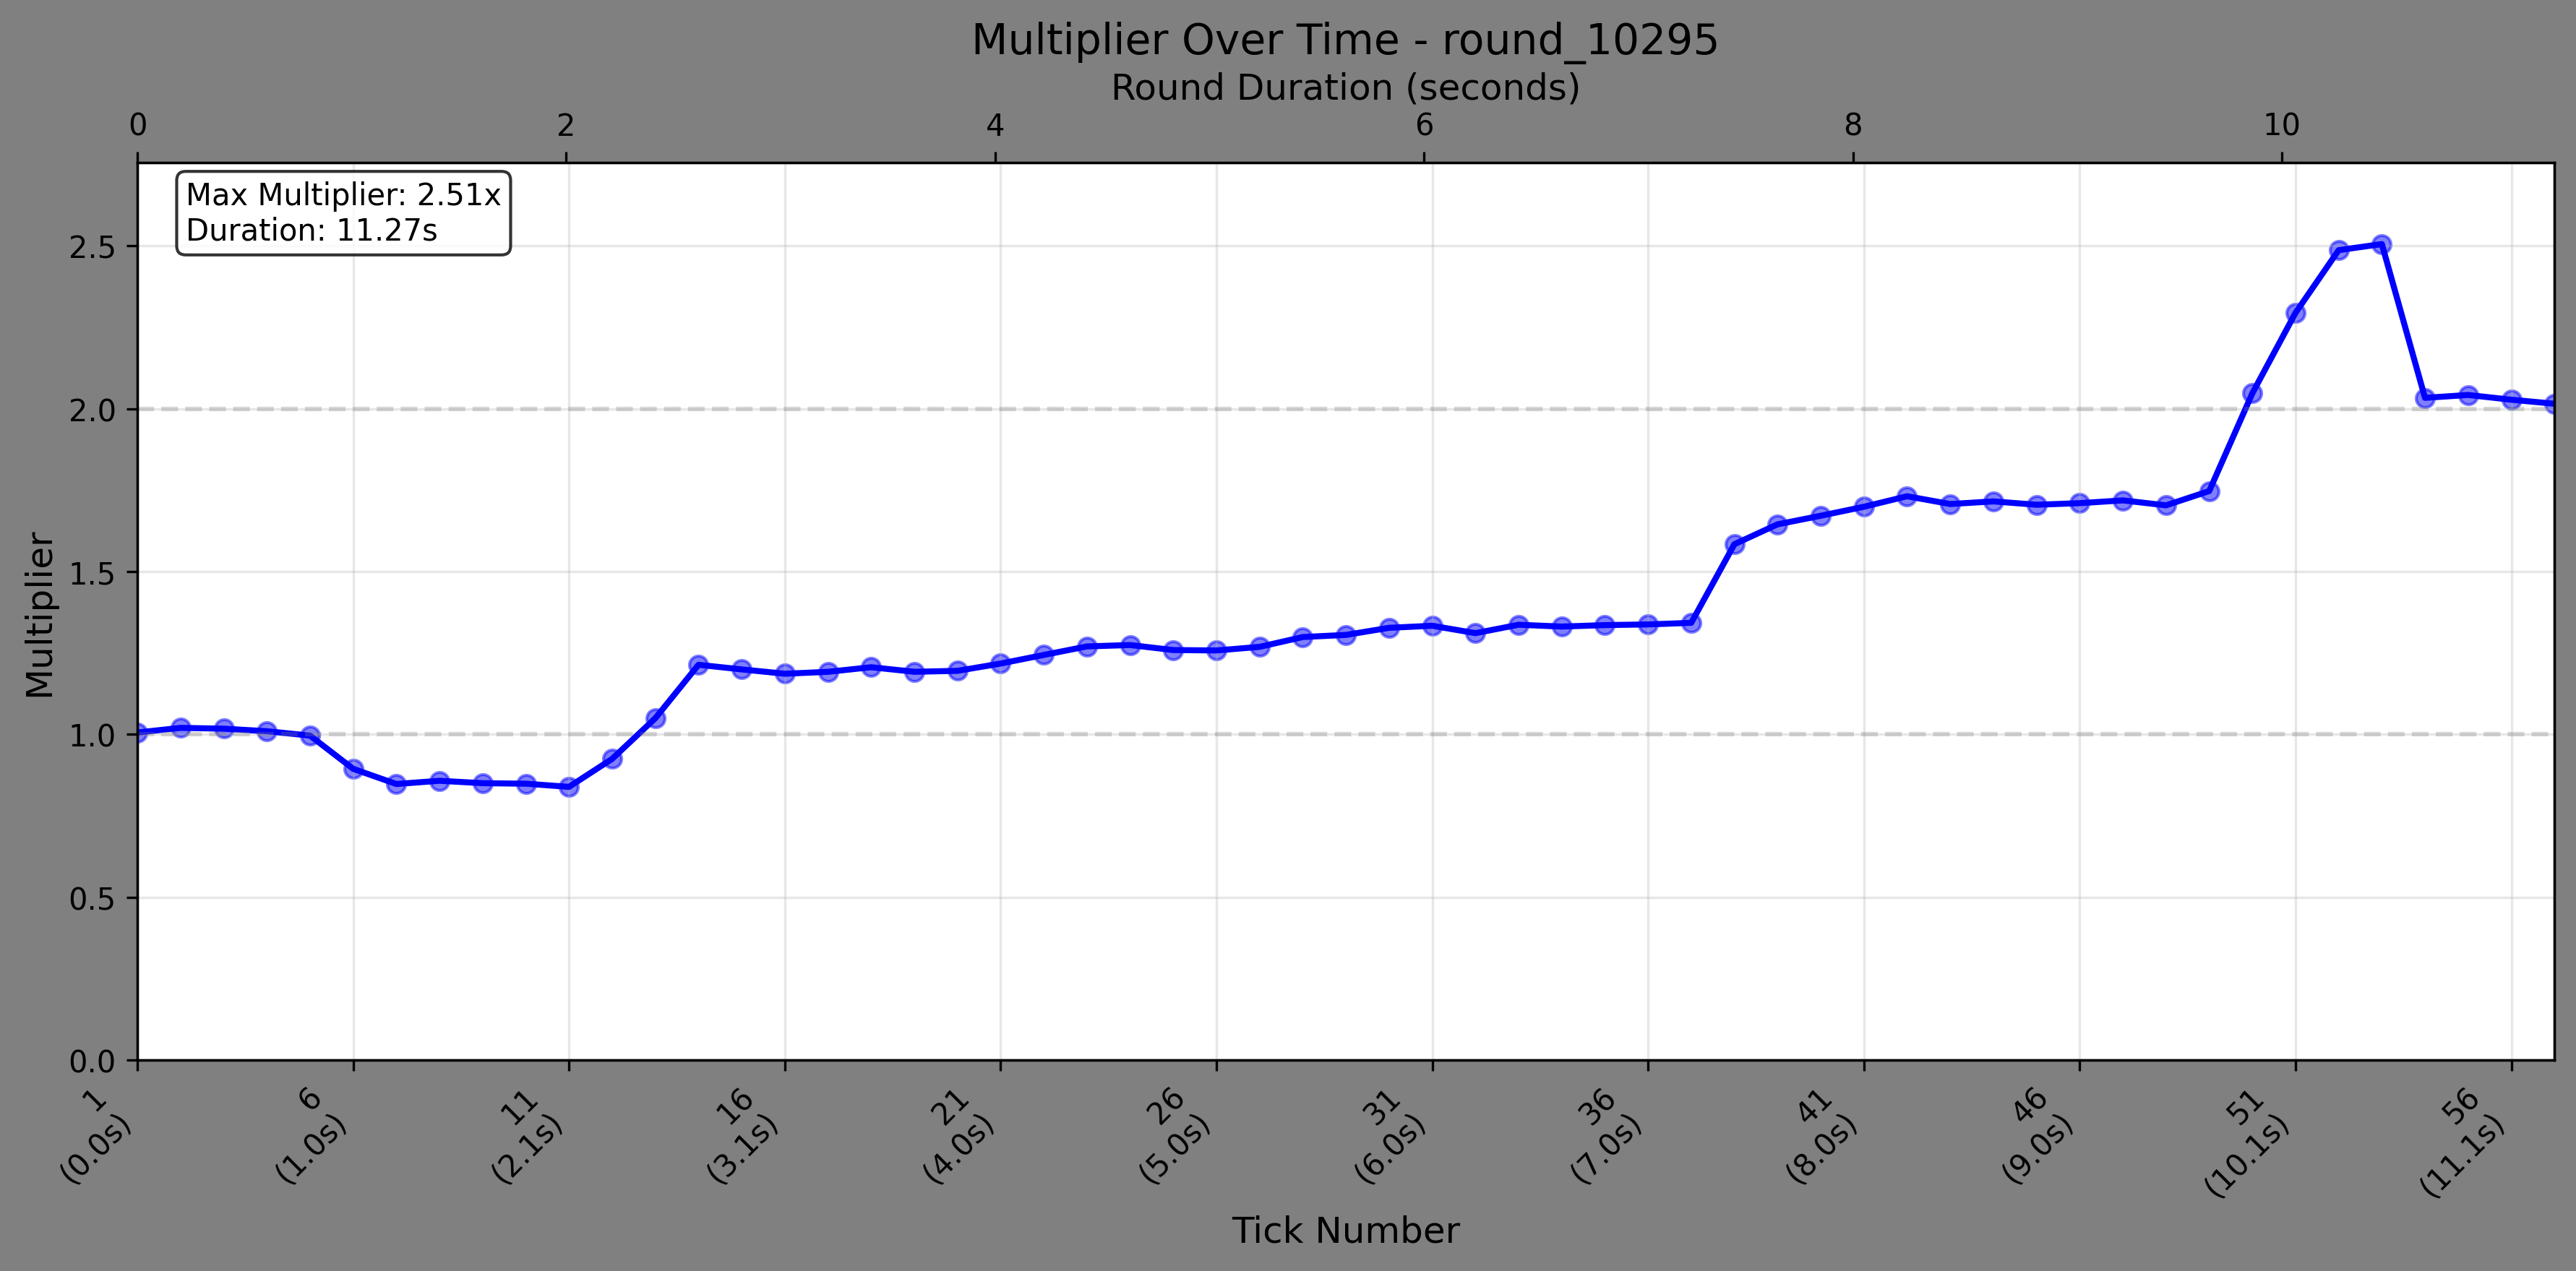 Multiplier Over Time - round_10295
Round Duration (seconds)
0 2 4 6 8 10
Max Multiplier: 2.51x
Duration: 11.27s
Multiplier
2.5
2.0
1.5
1.0
0.5
0.0
1 6 11 16 21 26 31 36 41 46 51 56
(0.0s) (1.0s) (2.1s) (3.1s) (4.0s) (5.0s) (6.0s) (7.0s) (8.0s) (9.0s) (10.1s) (11.1s)
Tick Number